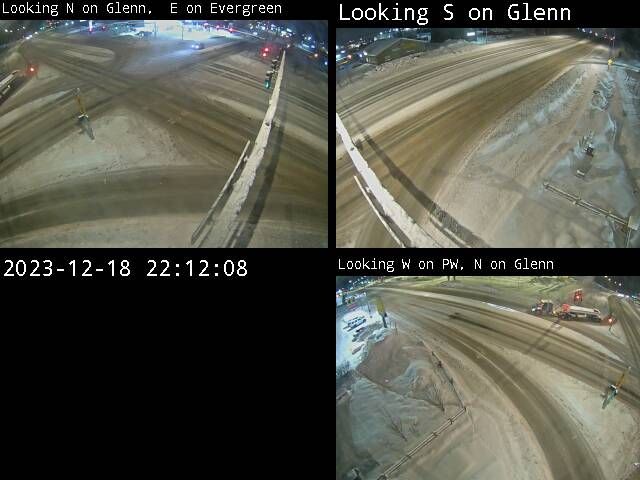 Looking N on Glenn,  E on Evergreen
Looking S on Glenn
2023-12-18 22:12:08
Looking W on PW, N on Glenn